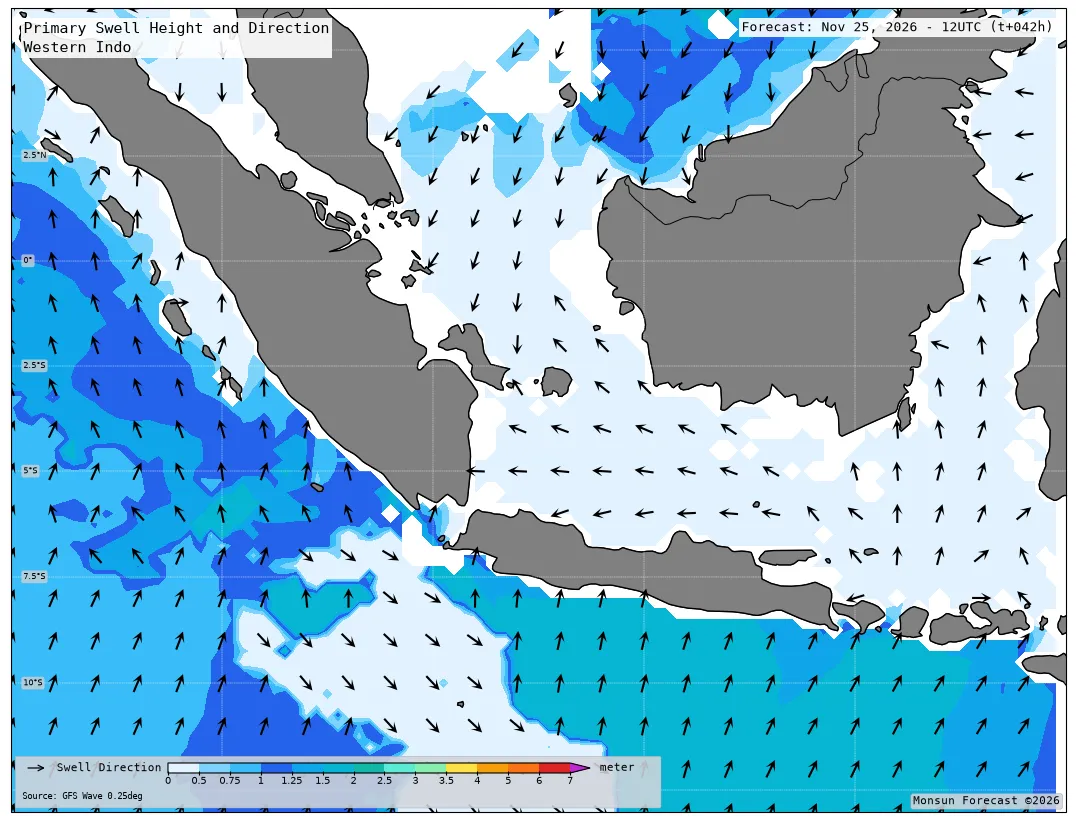 Primary Swell Height and Direction
Western Indo
Forecast: Nov 25, 2026 - 12UTC (t+042h)
2.5°N
0°
2.5°S
5°S
7.5°S
10°S
Swell Direction
meter
0 0.5 0.75 1 1.25 1.5 2 2.5 3 3.5 4 5 6 7
Source: GFS Wave 0.25deg
Monsun Forecast ©2026